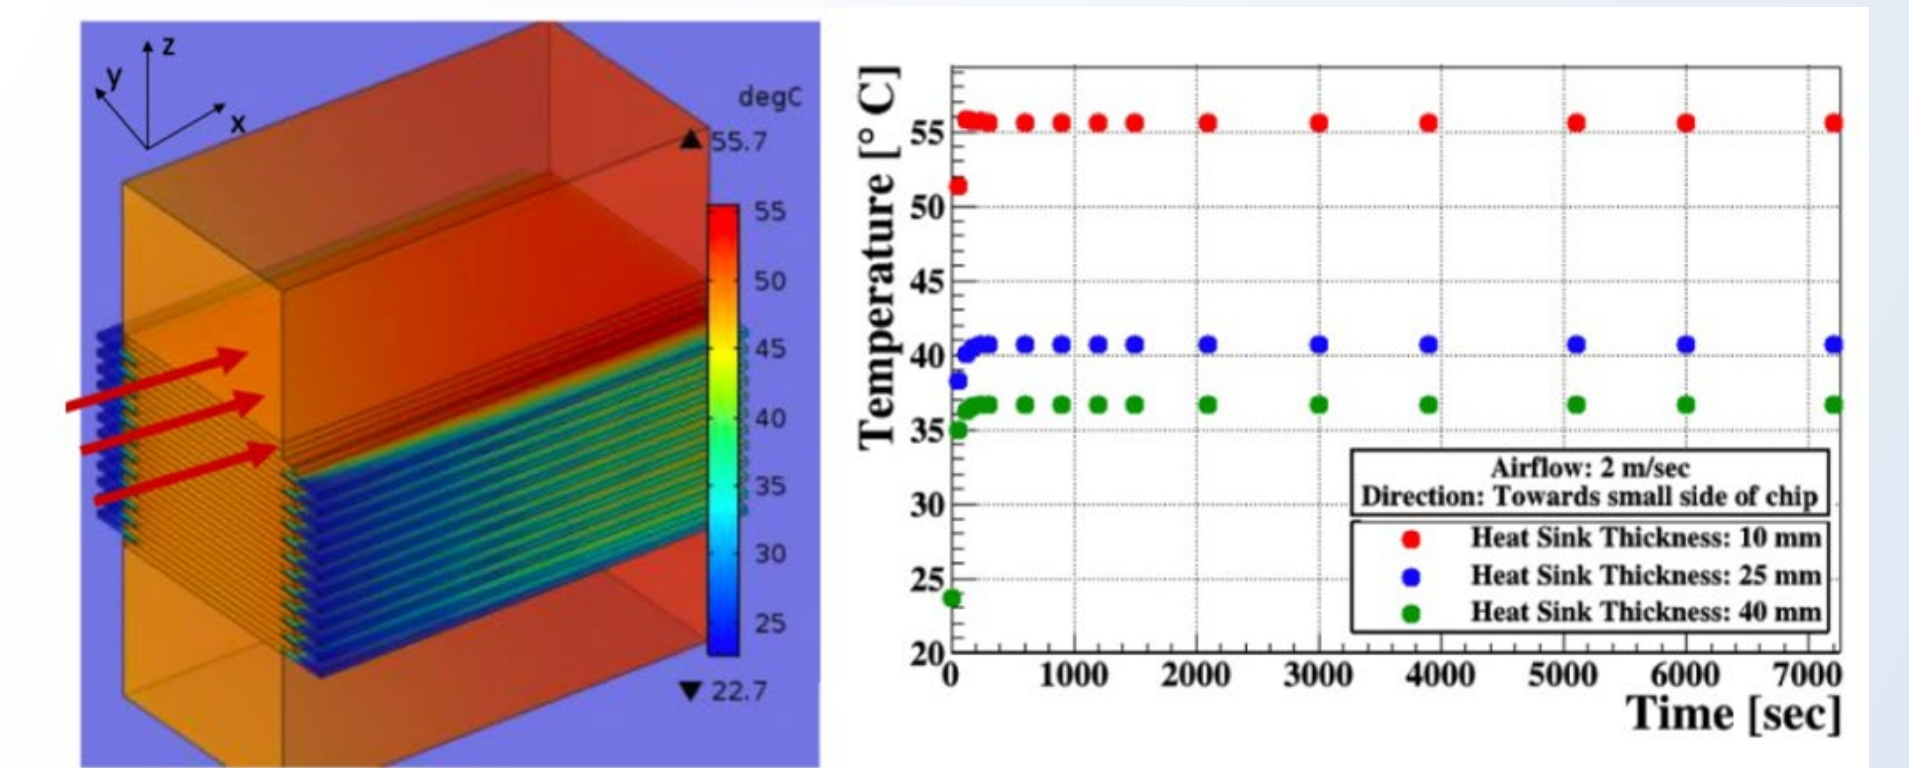 z
y
x
degC
▲ 55.7
55
50
45
40
35
30
25
▼ 22.7
Temperature [° C]
55
50
45
40
35
30
25
20
0 1000 2000 3000 4000 5000 6000 7000
Time [sec]
Airflow: 2 m/sec
Direction: Towards small side of chip
Heat Sink Thickness: 10 mm
Heat Sink Thickness: 25 mm
Heat Sink Thickness: 40 mm